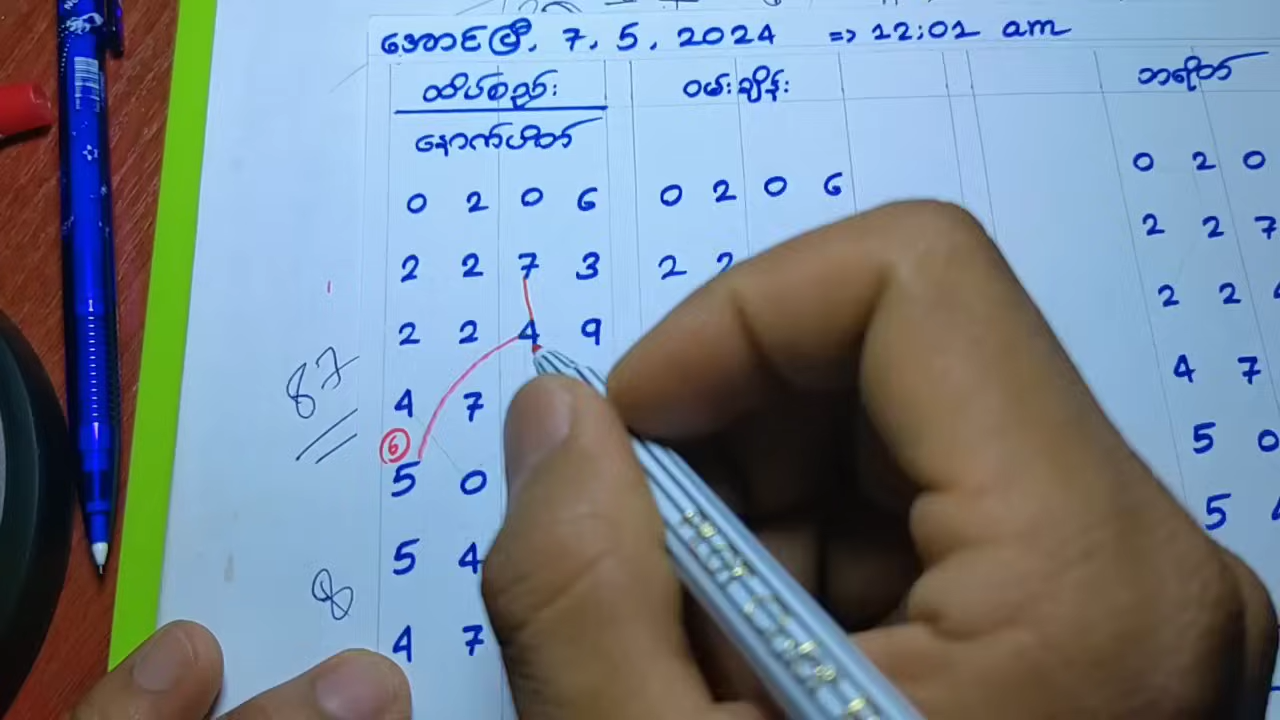 အောင်မြီ, 7, 5, 2024 => 12:01 am
ထိပ်စည်း ဝမ်းချိန်း ဘရိတ်
နောက်ပိတ်
0 2 0 6 0 2 0 6 0 2 0
2 2 7 3 2 2 2 2 7
2 2 4 9 2 2
87
4 7 4 7
6
5 0 5 0
5 4 5
8
4 7